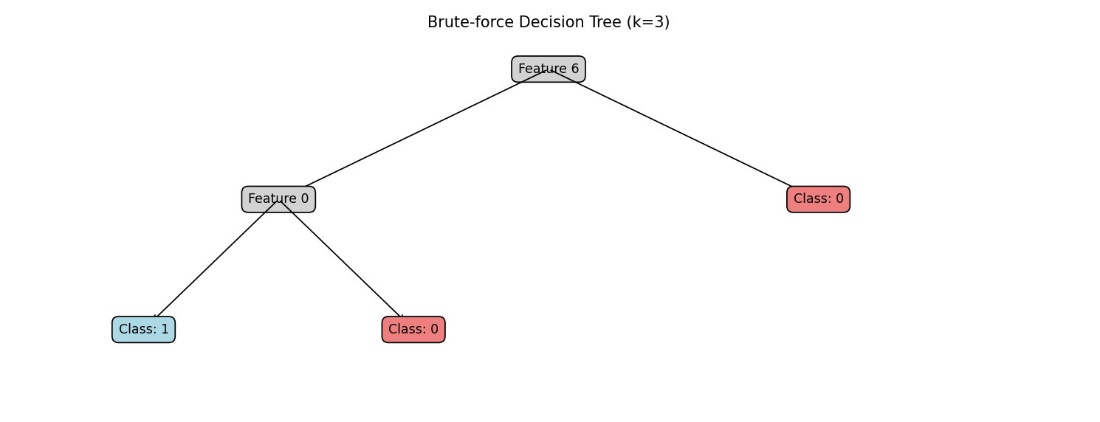 Brute-force Decision Tree (k=3)
Feature 6
Feature 0
Class: 0
Class: 1
Class: 0